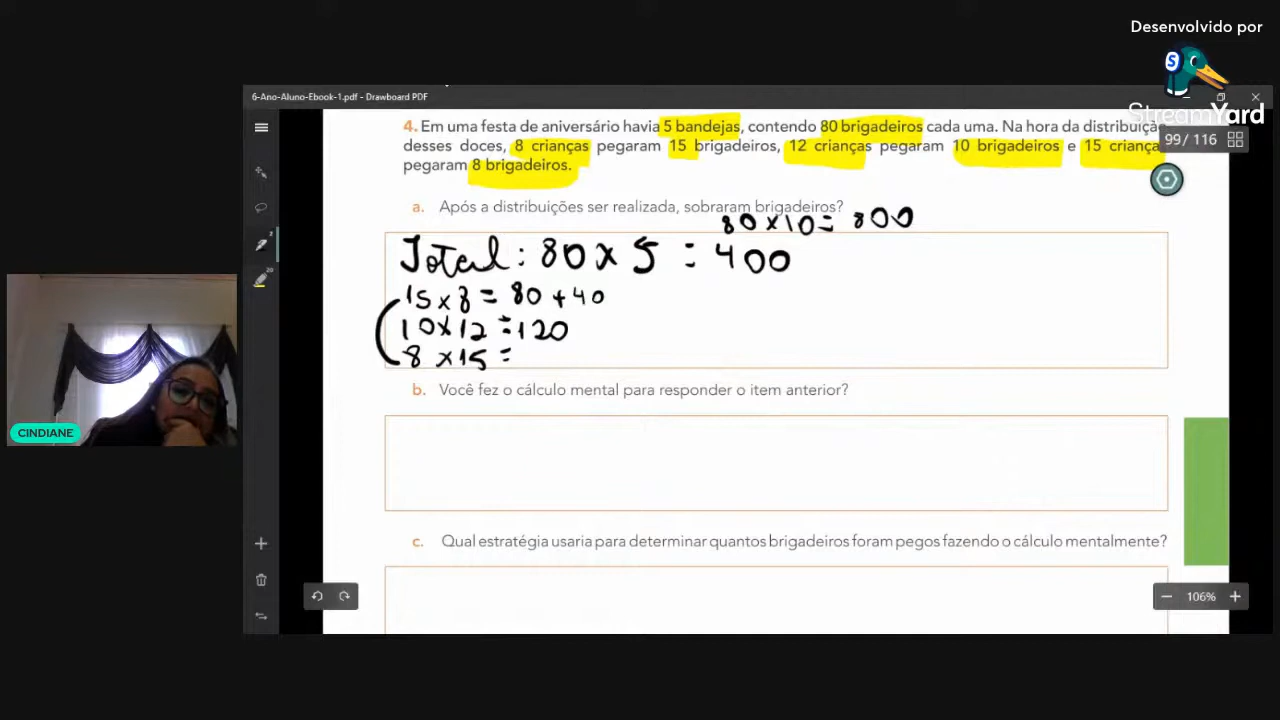 Desenvolvido por
S
StreamYard
6-Ano-Aluno-Ebook-1.pdf - Drawboard PDF
99 / 116
4. Em uma festa de aniversário havia 5 bandejas, contendo 80 brigadeiros cada uma. Na hora da distribuiçã
desses doces, 8 crianças pegaram 15 brigadeiros, 12 crianças pegaram 10 brigadeiros e 15 criança
pegaram 8 brigadeiros.
a. Após a distribuições ser realizada, sobraram brigadeiros?
80 x 10 = 800
Total: 80 x 5 = 400
15 x 8 = 80 + 40
10 x 12 = 120
8 x 15 =
b. Você fez o cálculo mental para responder o item anterior?
CINDIANE
c. Qual estratégia usaria para determinar quantos brigadeiros foram pegos fazendo o cálculo mentalmente?
106%